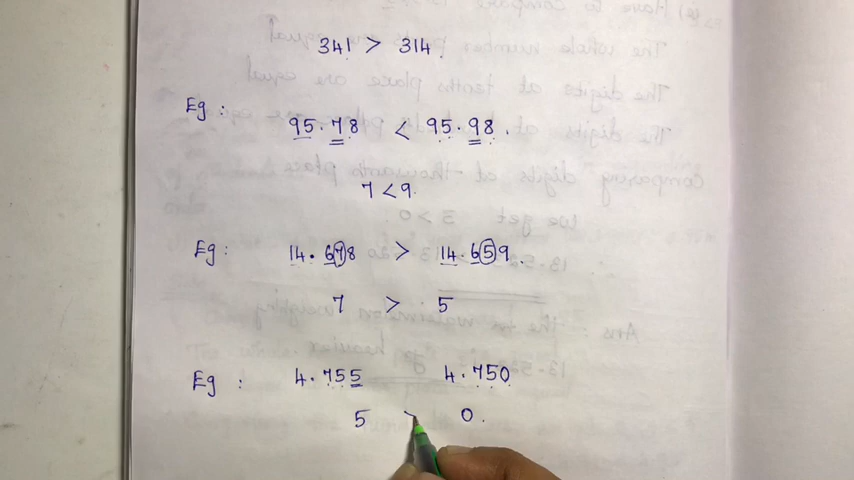 341 > 314.
Eg : 95.78 < 95.98.
7 < 9.
Eg : 14.678 > 14.659.
7 > 5
Eg : 4.755 4.750
5 > 0.